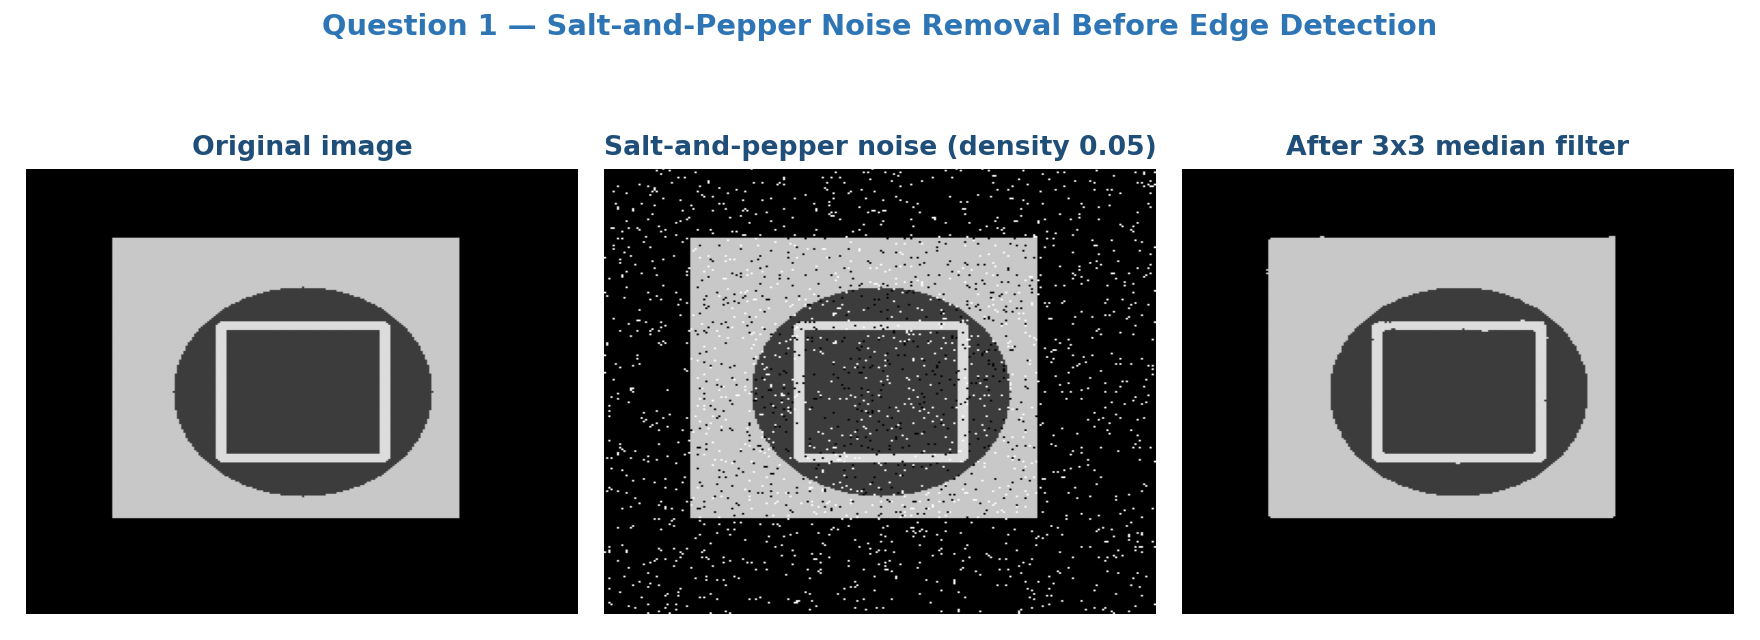 Question 1 — Salt-and-Pepper Noise Removal Before Edge Detection
Original image
Salt-and-pepper noise (density 0.05)
After 3x3 median filter